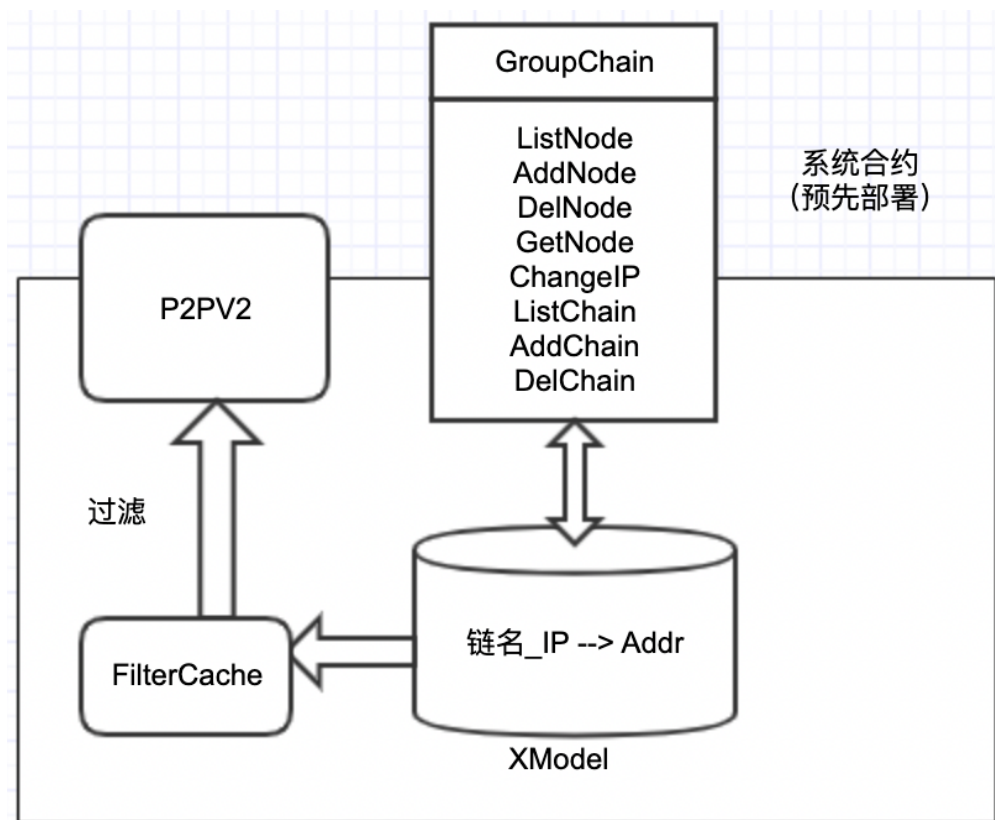 GroupChain
ListNode
AddNode
DelNode
GetNode
ChangeIP
ListChain
AddChain
DelChain
系统合约
(预先部署)
P2PV2
过滤
FilterCache
链名_IP --> Addr
XModel